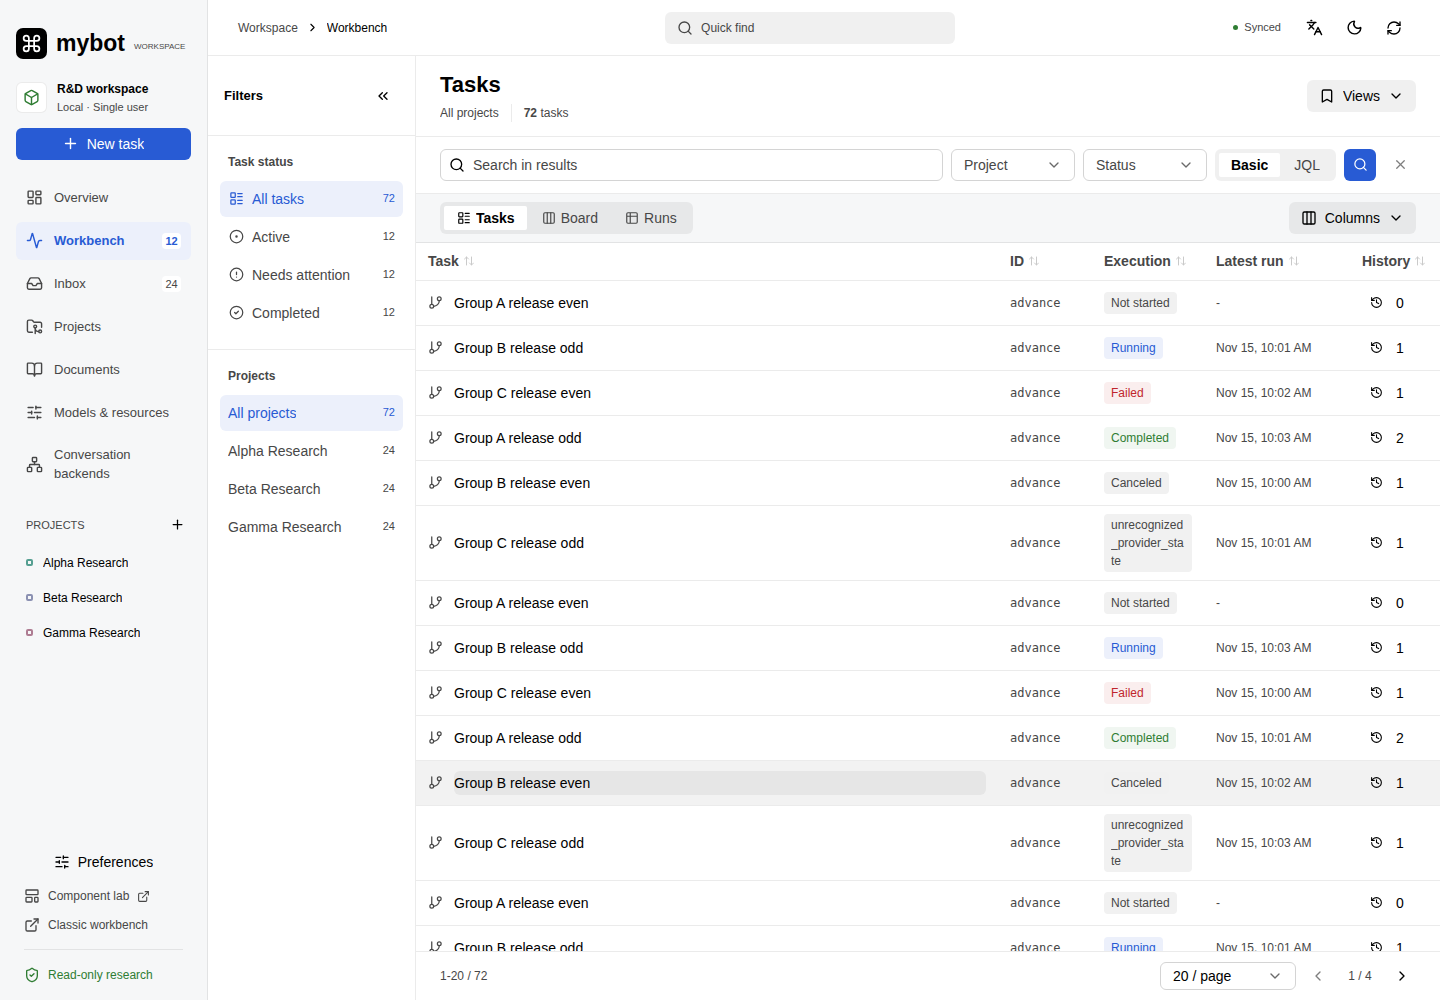 mybot WORKSPACE
R&D workspace
Local · Single user
New task
Overview
Workbench 12
Inbox 24
Projects
Documents
Models & resources
Conversation
backends
PROJECTS
Alpha Research
Beta Research
Gamma Research
Preferences
Component lab
Classic workbench
Read-only research
Workspace Workbench
Quick find
Synced
Filters
Task status
All tasks 72
Active 12
Needs attention 12
Completed 12
Projects
All projects 72
Alpha Research 24
Beta Research 24
Gamma Research 24
Tasks
All projects 72 tasks
Views
Search in results Project Status Basic JQL
Tasks Board Runs Columns
Task ID Execution Latest run History
Group A release even advance Not started - 0
Group B release odd advance Running Nov 15, 10:01 AM 1
Group C release even advance Failed Nov 15, 10:02 AM 1
Group A release odd advance Completed Nov 15, 10:03 AM 2
Group B release even advance Canceled Nov 15, 10:00 AM 1
Group C release odd advance unrecognized
_provider_sta
te Nov 15, 10:01 AM 1
Group A release even advance Not started - 0
Group B release odd advance Running Nov 15, 10:03 AM 1
Group C release even advance Failed Nov 15, 10:00 AM 1
Group A release odd advance Completed Nov 15, 10:01 AM 2
Group B release even advance Canceled Nov 15, 10:02 AM 1
Group C release odd advance unrecognized
_provider_sta
te Nov 15, 10:03 AM 1
Group A release even advance Not started - 0
Group B release odd advance Running Nov 15, 10:01 AM 1
1-20 / 72 20 / page 1 / 4